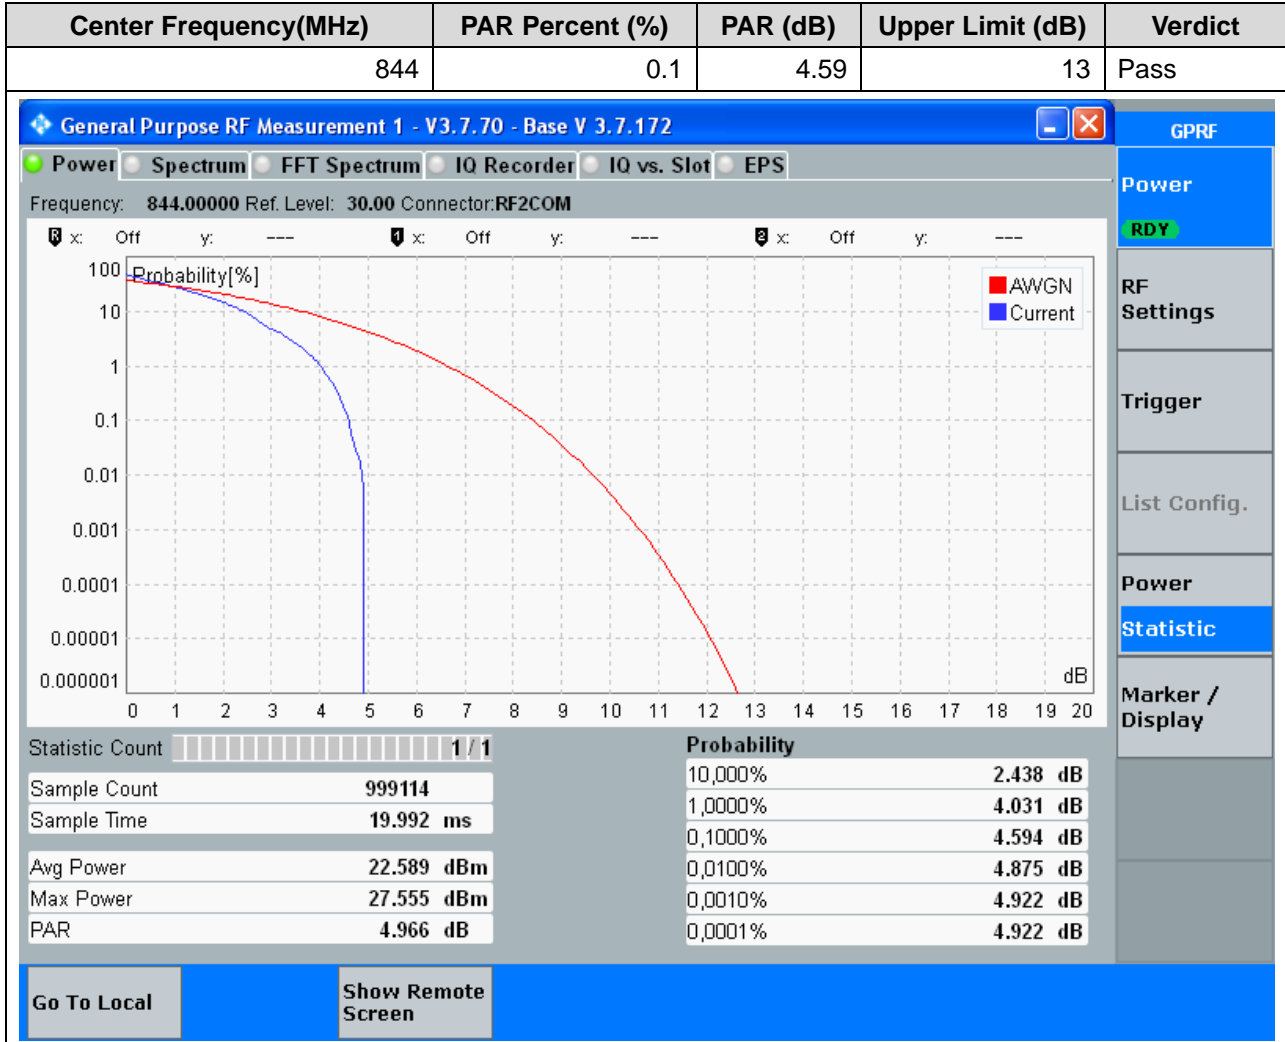 Center Frequency(MHz) PAR Percent (%) PAR (dB) Upper Limit (dB) Verdict
844 0.1 4.59 13 Pass
General Purpose RF Measurement 1 - V3.7.70 - Base V 3.7.172
GPRF
Power Spectrum FFT Spectrum IQ Recorder IQ vs. Slot EPS
Power
RDY
Frequency: 844.00000 Ref. Level: 30.00 Connector:RF2COM
R x: Off y: --- 1 x: Off y: --- 2 x: Off y: ---
Probability[%]
100
10
1
0.1
0.01
0.001
0.0001
0.00001
0.000001
AWGN
Current
dB
0 1 2 3 4 5 6 7 8 9 10 11 12 13 14 15 16 17 18 19 20
RF
Settings
Trigger
List Config.
Power
Statistic
Marker /
Display
Statistic Count 1 / 1
Sample Count 999114
Sample Time 19.992 ms
Avg Power 22.589 dBm
Max Power 27.555 dBm
PAR 4.966 dB
Probability
10,000% 2.438 dB
1,0000% 4.031 dB
0,1000% 4.594 dB
0,0100% 4.875 dB
0,0010% 4.922 dB
0,0001% 4.922 dB
Go To Local
Show Remote
Screen